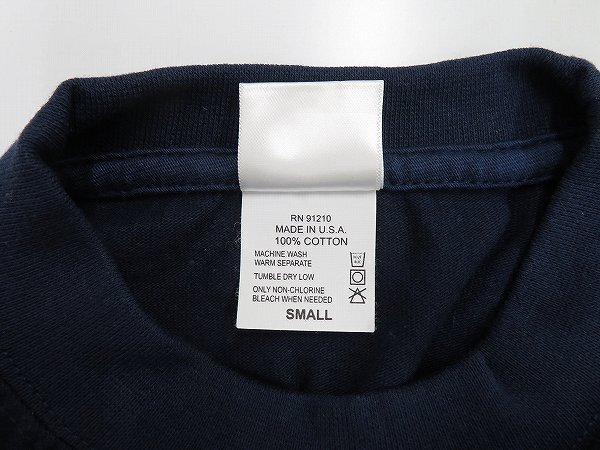 RN 91210
MADE IN U.S.A.
100% COTTON
MACHINE WASH
WARM SEPARATE
TUMBLE DRY LOW
ONLY NON-CHLORINE
BLEACH WHEN NEEDED
SMALL